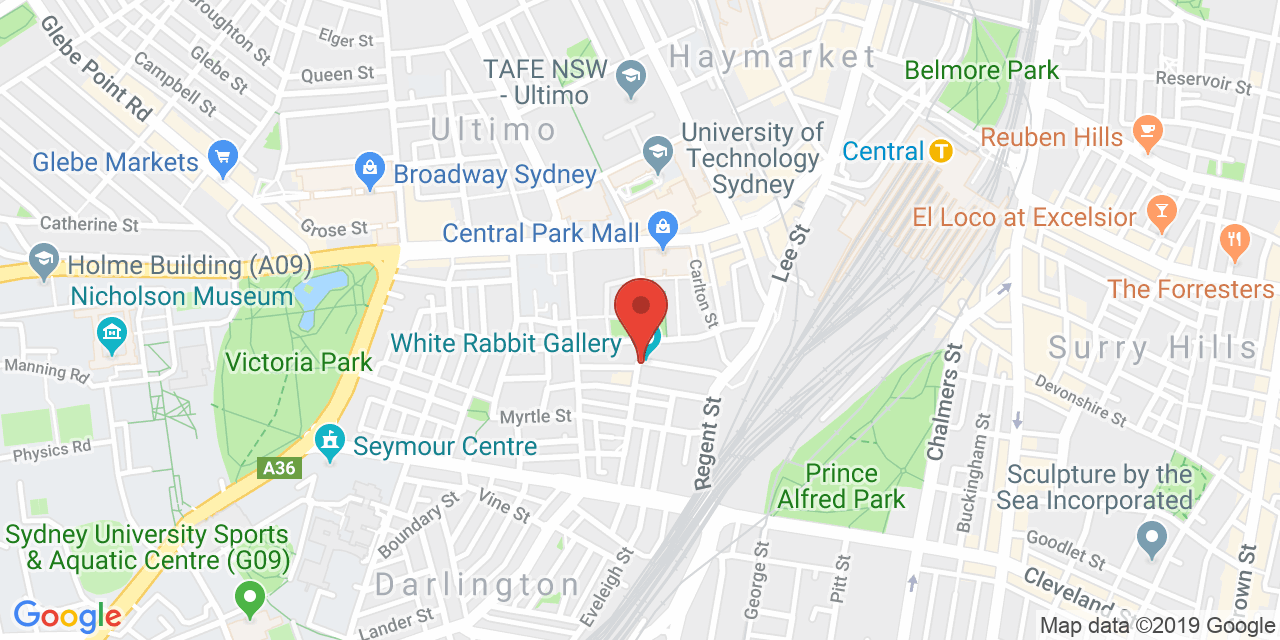 Elger St
Broughton St
Glebe St
Queen St
Campbell St
Glebe Point Rd
TAFE NSW
- Ultimo
Haymarket
Belmore Park
Reservoir St
Ultimo
University of
Technology
Sydney
Central
T
Reuben Hills
Glebe Markets
Broadway Sydney
Catherine St
Grose St
Central Park Mall
El Loco at Excelsior
Lee St
Carlton St
Holme Building (A09)
Nicholson Museum
The Forresters
White Rabbit Gallery
Surry Hills
Victoria Park
Manning Rd
Chalmers St
Devonshire St
Myrtle St
Regent St
Buckingham St
Physics Rd
Seymour Centre
A36
Prince
Alfred Park
Sculpture by the
Sea Incorporated
Vine St
Boundary St
Sydney University Sports
& Aquatic Centre (G09)
Goodlet St
Cleveland St
Darlington
Eveleigh St
George St
Pitt St
rown St
Lander St
Google
Map data ©2019 Google